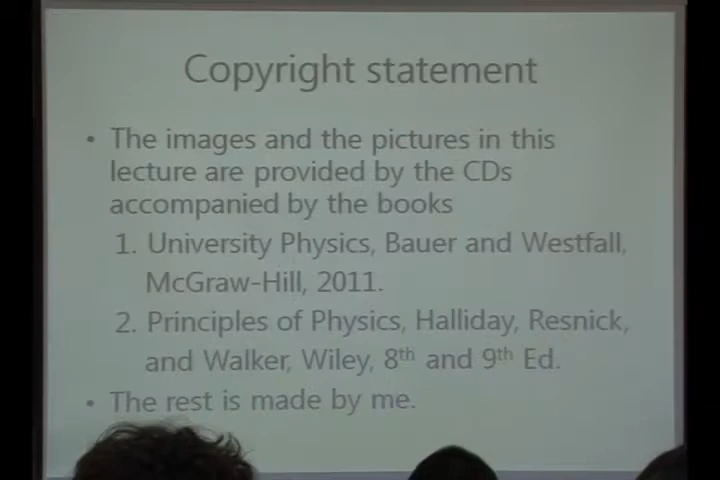 Copyright statement
• The images and the pictures in this
lecture are provided by the CDs
accompanied by the books
1. University Physics, Bauer and Westfall,
McGraw-Hill, 2011.
2. Principles of Physics, Halliday, Resnick,
and Walker, Wiley, 8th and 9th Ed.
• The rest is made by me.